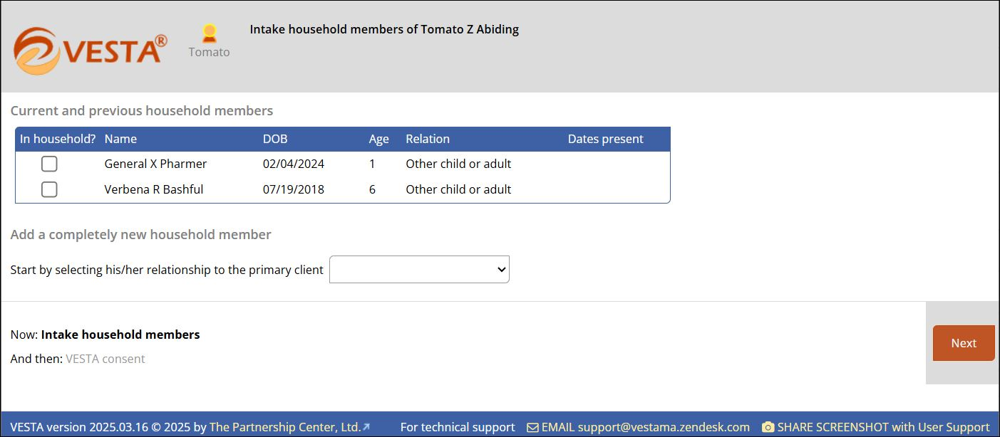 VESTA®
Tomato
Intake household members of Tomato Z Abiding
Current and previous household members
In household? Name DOB Age Relation Dates present
General X Pharmer 02/04/2024 1 Other child or adult
Verbena R Bashful 07/19/2018 6 Other child or adult
Add a completely new household member
Start by selecting his/her relationship to the primary client
Now: Intake household members
And then: VESTA consent
Next
VESTA version 2025.03.16 © 2025 by The Partnership Center, Ltd. For technical support EMAIL support@vestama.zendesk.com SHARE SCREENSHOT with User Support